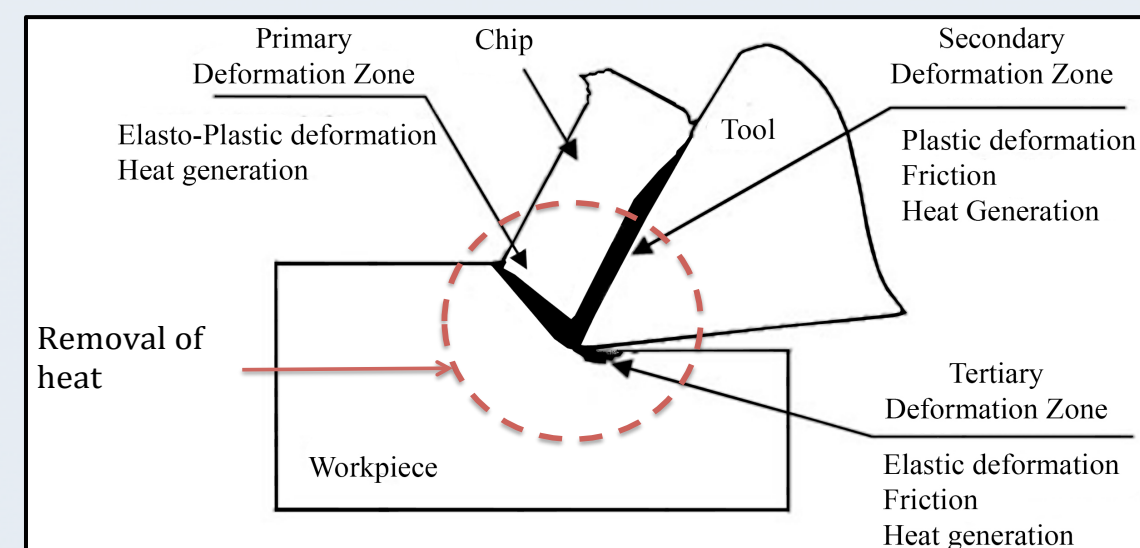 Primary
Deformation Zone
Elasto-Plastic deformation
Heat generation
Chip
Tool
Secondary
Deformation Zone
Plastic deformation
Friction
Heat Generation
Removal of
heat
Workpiece
Tertiary
Deformation Zone
Elastic deformation
Friction
Heat generation